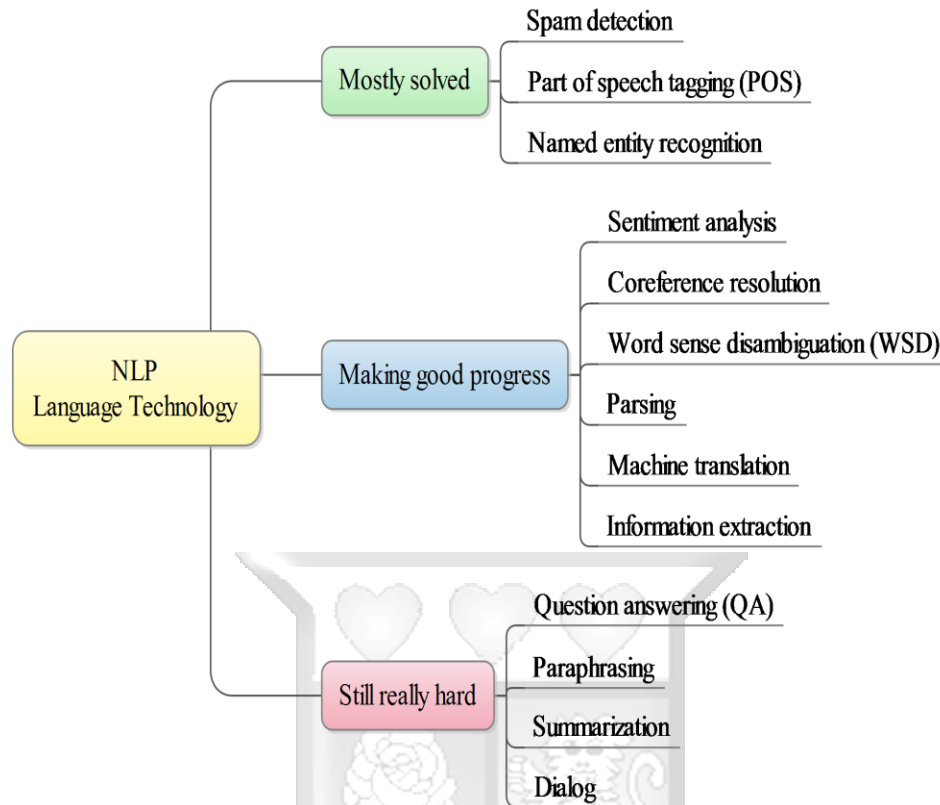 Spam detection
Mostly solved
Part of speech tagging (POS)
Named entity recognition
Sentiment analysis
Coreference resolution
Word sense disambiguation (WSD)
NLP
Language Technology
Making good progress
Parsing
Machine translation
Information extraction
Question answering (QA)
Paraphrasing
Still really hard
Summarization
Dialog